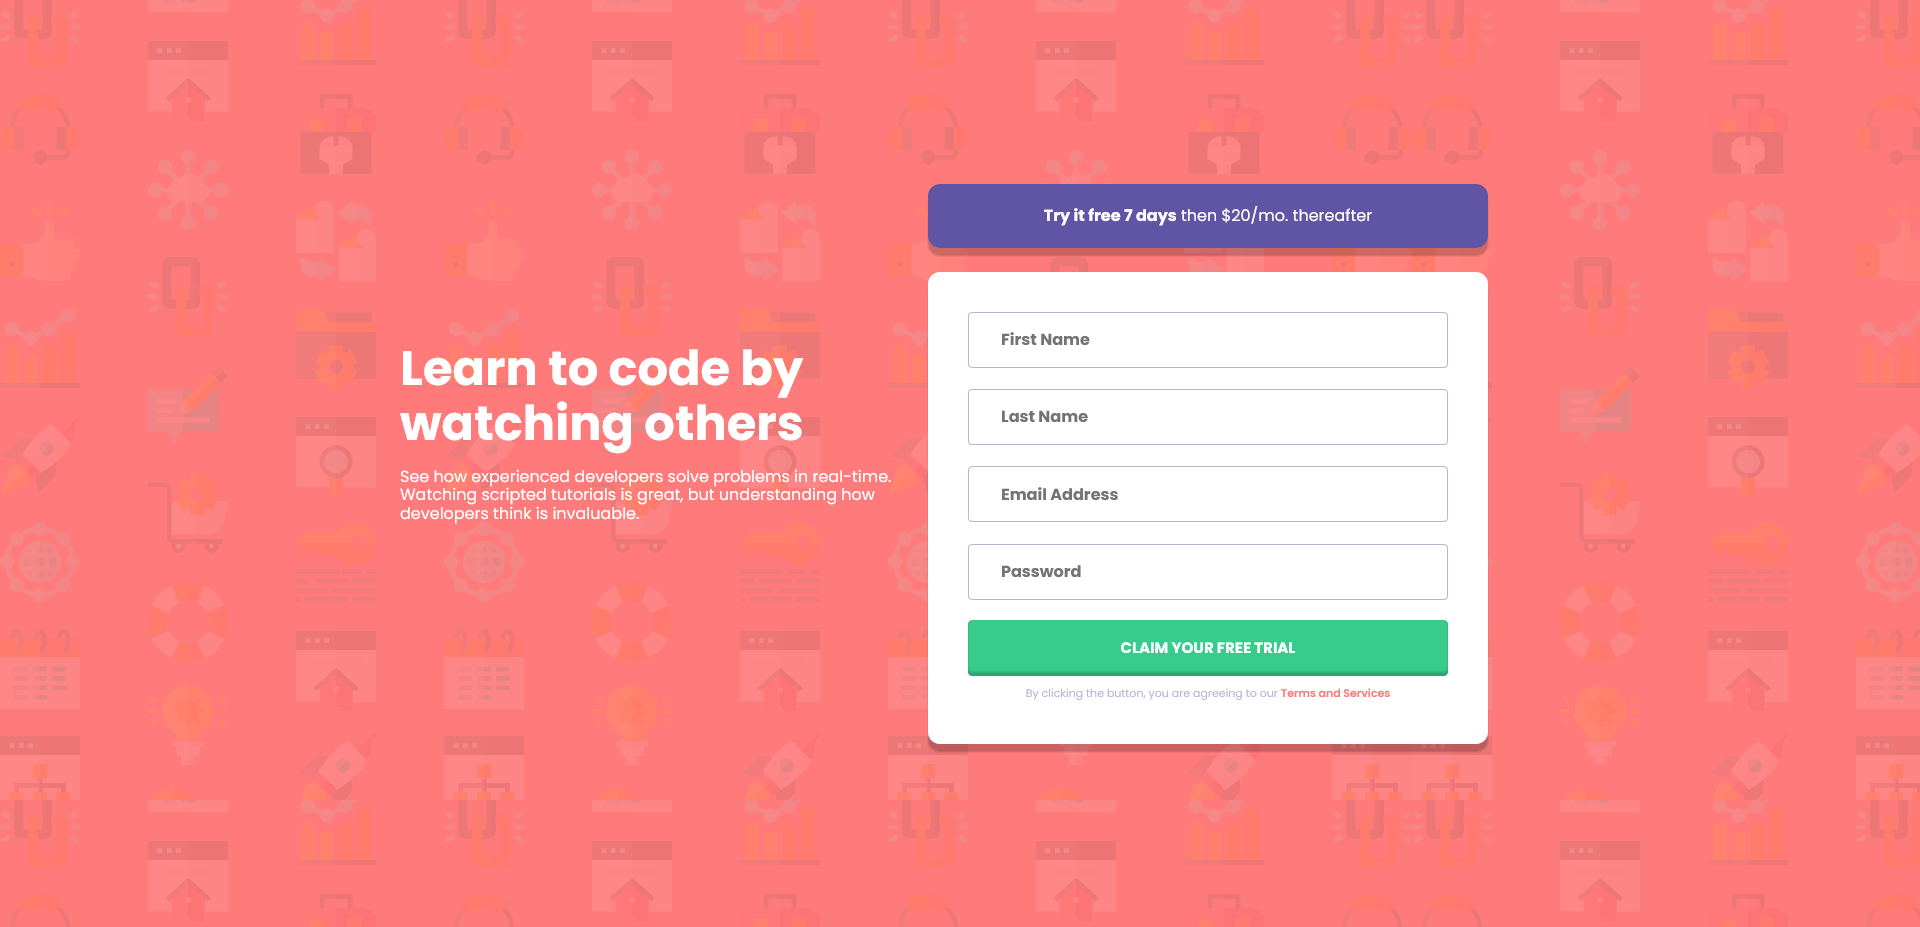 Learn to code by
watching others
See how experienced developers solve problems in real-time.
Watching scripted tutorials is great, but understanding how
developers think is invaluable.
Try it free 7 days then $20/mo. thereafter
First Name
Last Name
Email Address
Password
CLAIM YOUR FREE TRIAL
By clicking the button, you are agreeing to our Terms and Services